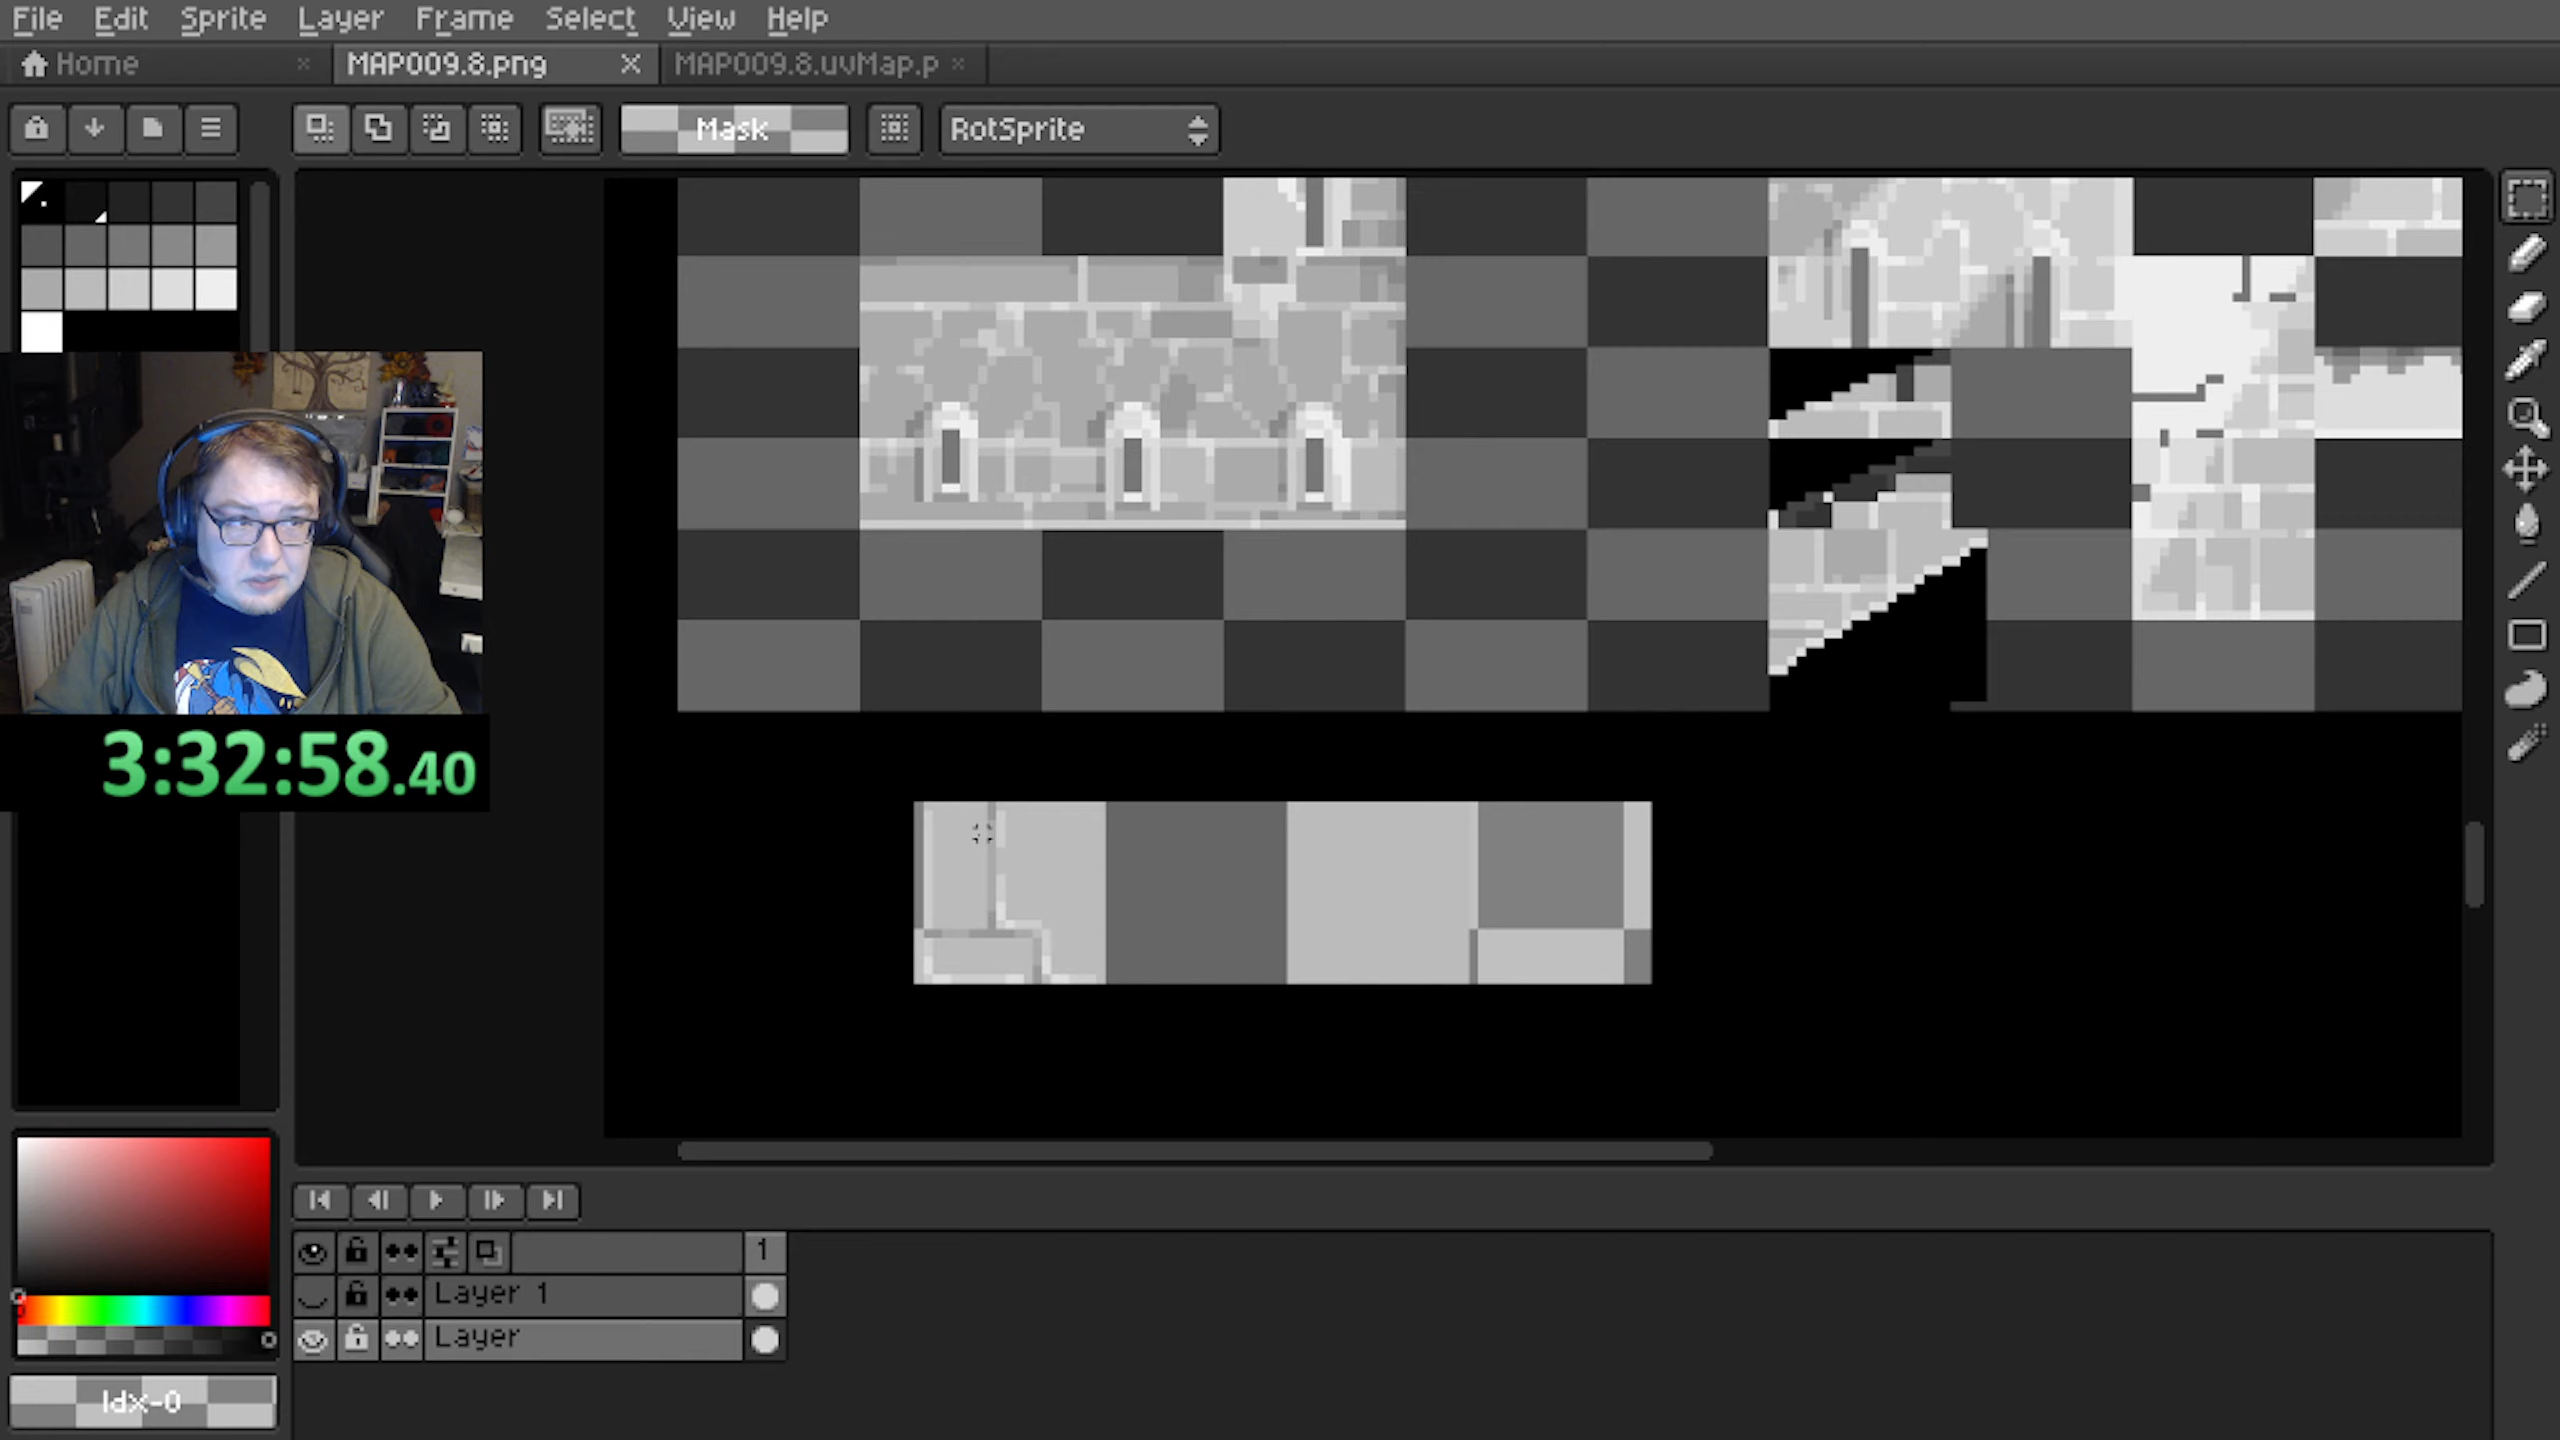 File Edit Sprite Layer Frame Select View Help
Home MAP009.8.png MAP009.8.uvMap.p
Mask RotSprite
3:32:58.40
1
Layer 1
Layer
Idx-0